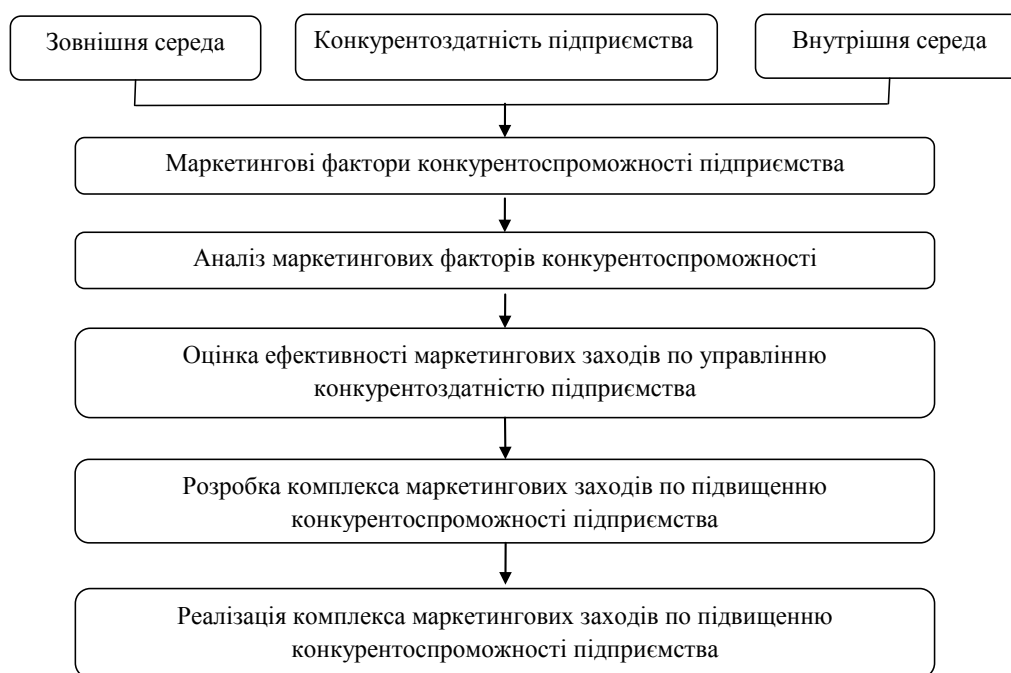 Зовнішня середа
Конкурентоздатність підприємства
Внутрішня середа
Маркетингові фактори конкурентоспроможності підприємства
Аналіз маркетингових факторів конкурентоспроможності
Оцінка ефективності маркетингових заходів по управлінню
конкурентоздатністю підприємства
Розробка комплекса маркетингових заходів по підвищенню
конкурентоспроможності підприємства
Реалізація комплекса маркетингових заходів по підвищенню
конкурентоспроможності підприємства